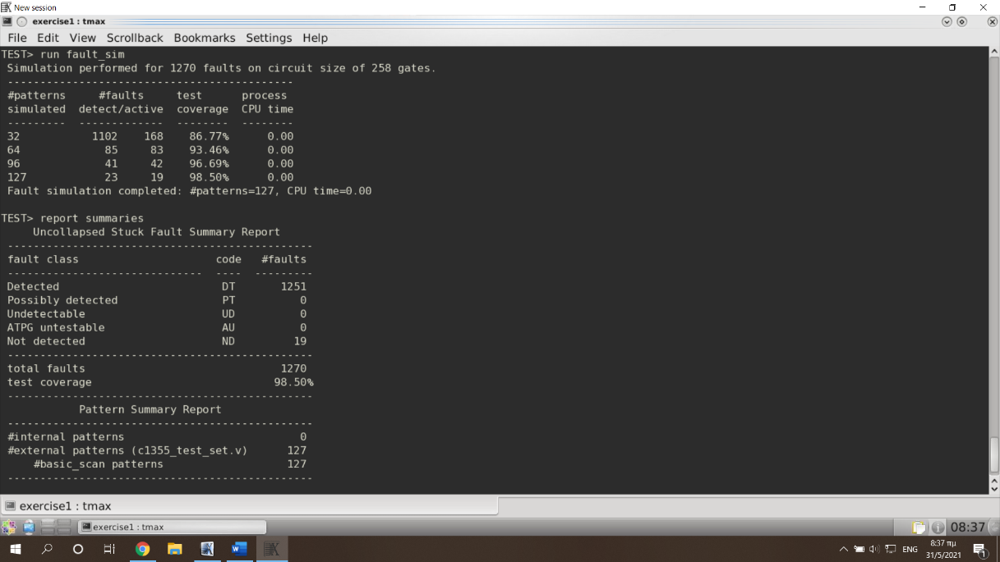 New session
exercise1 : tmax
File Edit View Scrollback Bookmarks Settings Help
TEST> run fault_sim
Simulation performed for 1270 faults on circuit size of 258 gates.
--------------------------------------------
#patterns #faults test process
simulated detect/active coverage CPU time
--------- ------------- -------- --------
32 1102 168 86.77% 0.00
64 85 83 93.46% 0.00
96 41 42 96.69% 0.00
127 23 19 98.50% 0.00
Fault simulation completed: #patterns=127, CPU time=0.00
TEST> report summaries
Uncollapsed Stuck Fault Summary Report
-----------------------------------------------
fault class code #faults
------------------------------ ---- ---------
Detected DT 1251
Possibly detected PT 0
Undetectable UD 0
ATPG untestable AU 0
Not detected ND 19
-----------------------------------------------
total faults 1270
test coverage 98.50%
-----------------------------------------------
Pattern Summary Report
-----------------------------------------------
#internal patterns 0
#external patterns (c1355_test_set.v) 127
#basic_scan patterns 127
-----------------------------------------------
exercise1 : tmax
exercise1 : tmax
08:37
ENG
8:37 πμ
31/5/2021
1